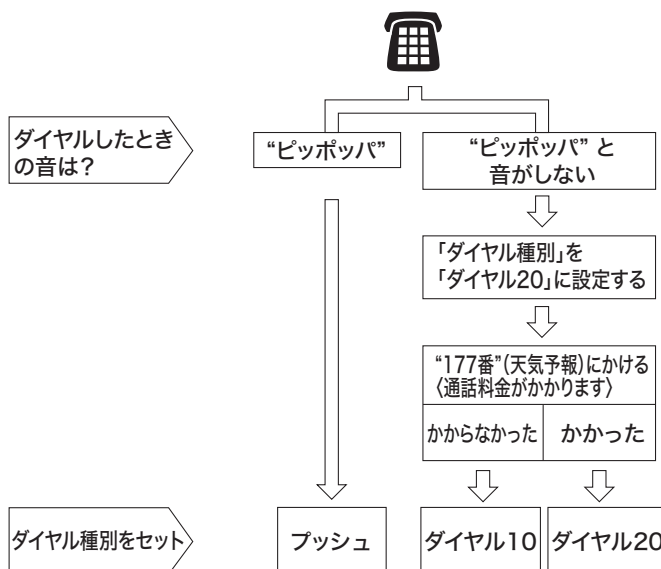 ダイヤルしたとき
の音は？
“ピッポッパ”
“ピッポッパ” と
音がしない
「ダイヤル種別」を
「ダイヤル20」に設定する
“177番”(天気予報)にかける
〈通話料金がかかります〉
かからなかった
かかった
ダイヤル種別をセット
プッシュ
ダイヤル10
ダイヤル20